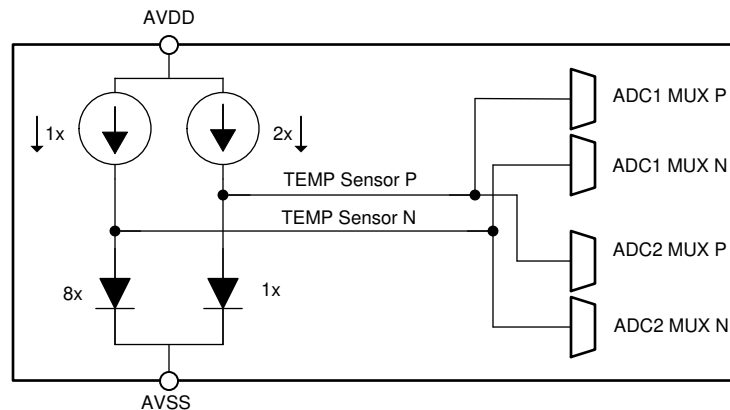 AVDD
1x
2x
ADC1 MUX P
ADC1 MUX N
TEMP Sensor P
TEMP Sensor N
ADC2 MUX P
8x
1x
ADC2 MUX N
AVSS